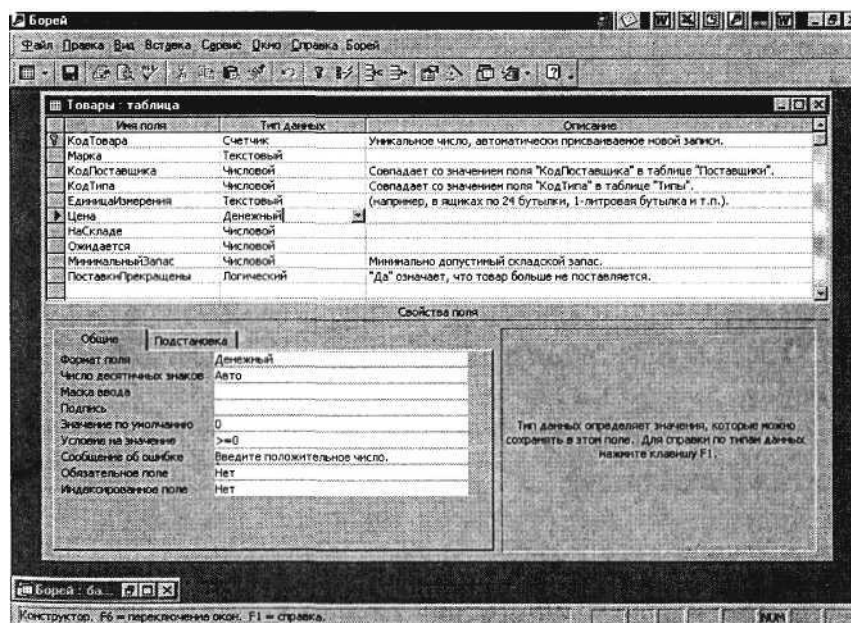 Борей
Файл Правка Вид Вставка Сервис Окно Справка Борей
Товары : таблица
Имя поля Тип данных Описание
КодТовара Счетчик Уникальное число, автоматически присваиваемое новой записи.
Марка Текстовый
КодПоставщика Числовой Совпадает со значением поля "КодПоставщика" в таблице "Поставщики".
КодТипа Числовой Совпадает со значением поля "КодТипа" в таблице "Типы".
ЕдиницаИзмерения Текстовый (например, в ящиках по 24 бутылки, 1-литровая бутылка и т.п.).
Цена Денежный
НаСкладе Числовой
Ожидается Числовой
МинимальныйЗапас Числовой Минимально допустимый складской запас.
ПоставкиПрекращены Логический "Да" означает, что товар больше не поставляется.
Свойства поля
Общие Подстановка
Формат поля Денежный
Число десятичных знаков Авто
Маска ввода
Подпись
Значение по умолчанию 0
Условие на значение >=0
Сообщение об ошибке Введите положительное число.
Обязательное поле Нет
Индексированное поле Нет
Тип данных определяет значения, которые можно
сохранять в этом поле. Для справки по типам данных
нажмите клавишу F1.
Борей : ба...
Конструктор. F6 = переключение окон. F1 = справка.
NUM